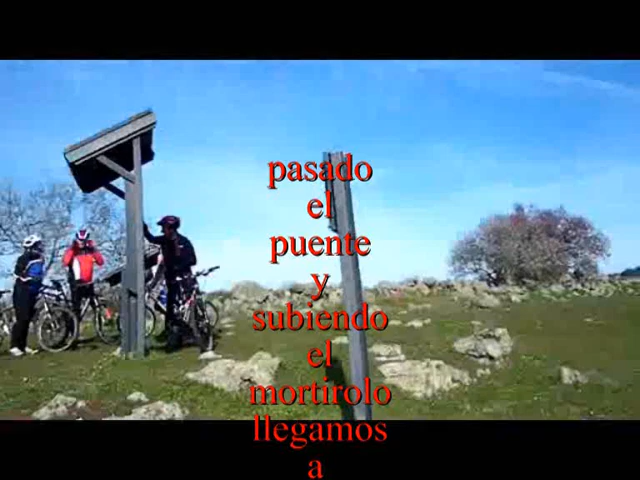 pasado
el
puente
y
subiendo
el
mortirolo
llegamos
a